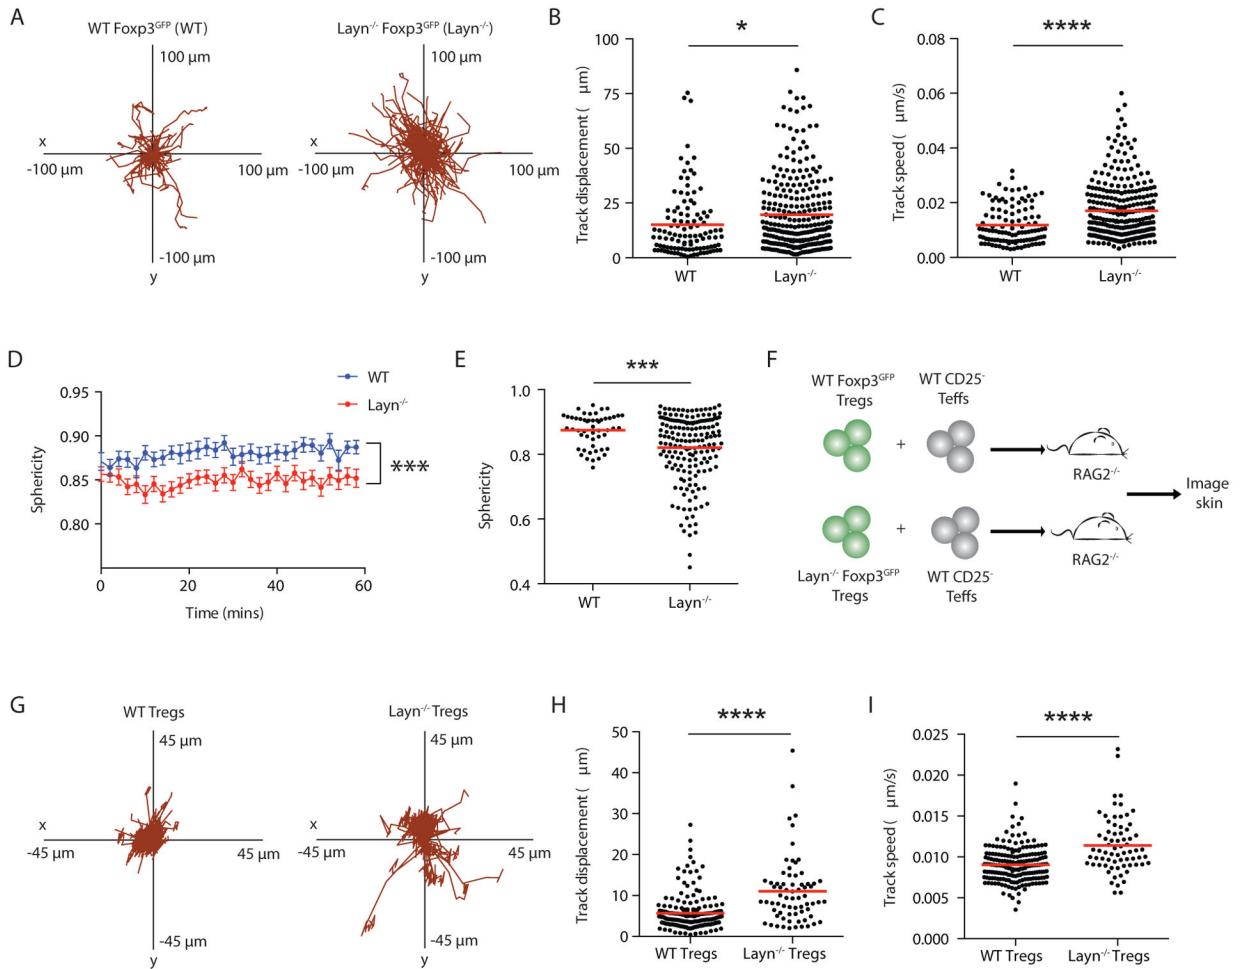 A
WT Foxp3GFP (WT)
Layn-/- Foxp3GFP (Layn-/-)
100 µm
100 µm
x
x
-100 µm
100 µm
-100 µm
100 µm
-100 µm
-100 µm
y
y
B
*
Track displacement ( µm)
100
75
50
25
0
WT
Layn-/-
C
****
Track speed ( µm/s)
0.08
0.06
0.04
0.02
0.00
WT
Layn-/-
D
WT
Layn-/-
Sphericity
0.95
0.90
0.85
0.80
***
0
20
40
60
Time (mins)
E
***
Sphericity
1.0
0.8
0.6
0.4
WT
Layn-/-
F
WT Foxp3GFP
Tregs
WT CD25-
Teffs
+
RAG2-/-
Image
skin
+
RAG2-/-
Layn-/- Foxp3GFP
Tregs
WT CD25-
Teffs
G
WT Tregs
Layn-/- Tregs
45 µm
45 µm
x
x
-45 µm
45 µm
-45 µm
45 µm
-45 µm
-45 µm
y
y
H
****
Track displacement ( µm)
50
40
30
20
10
0
WT Tregs
Layn-/- Tregs
I
****
Track speed ( µm/s)
0.025
0.020
0.015
0.010
0.005
0.000
WT Tregs
Layn-/- Tregs